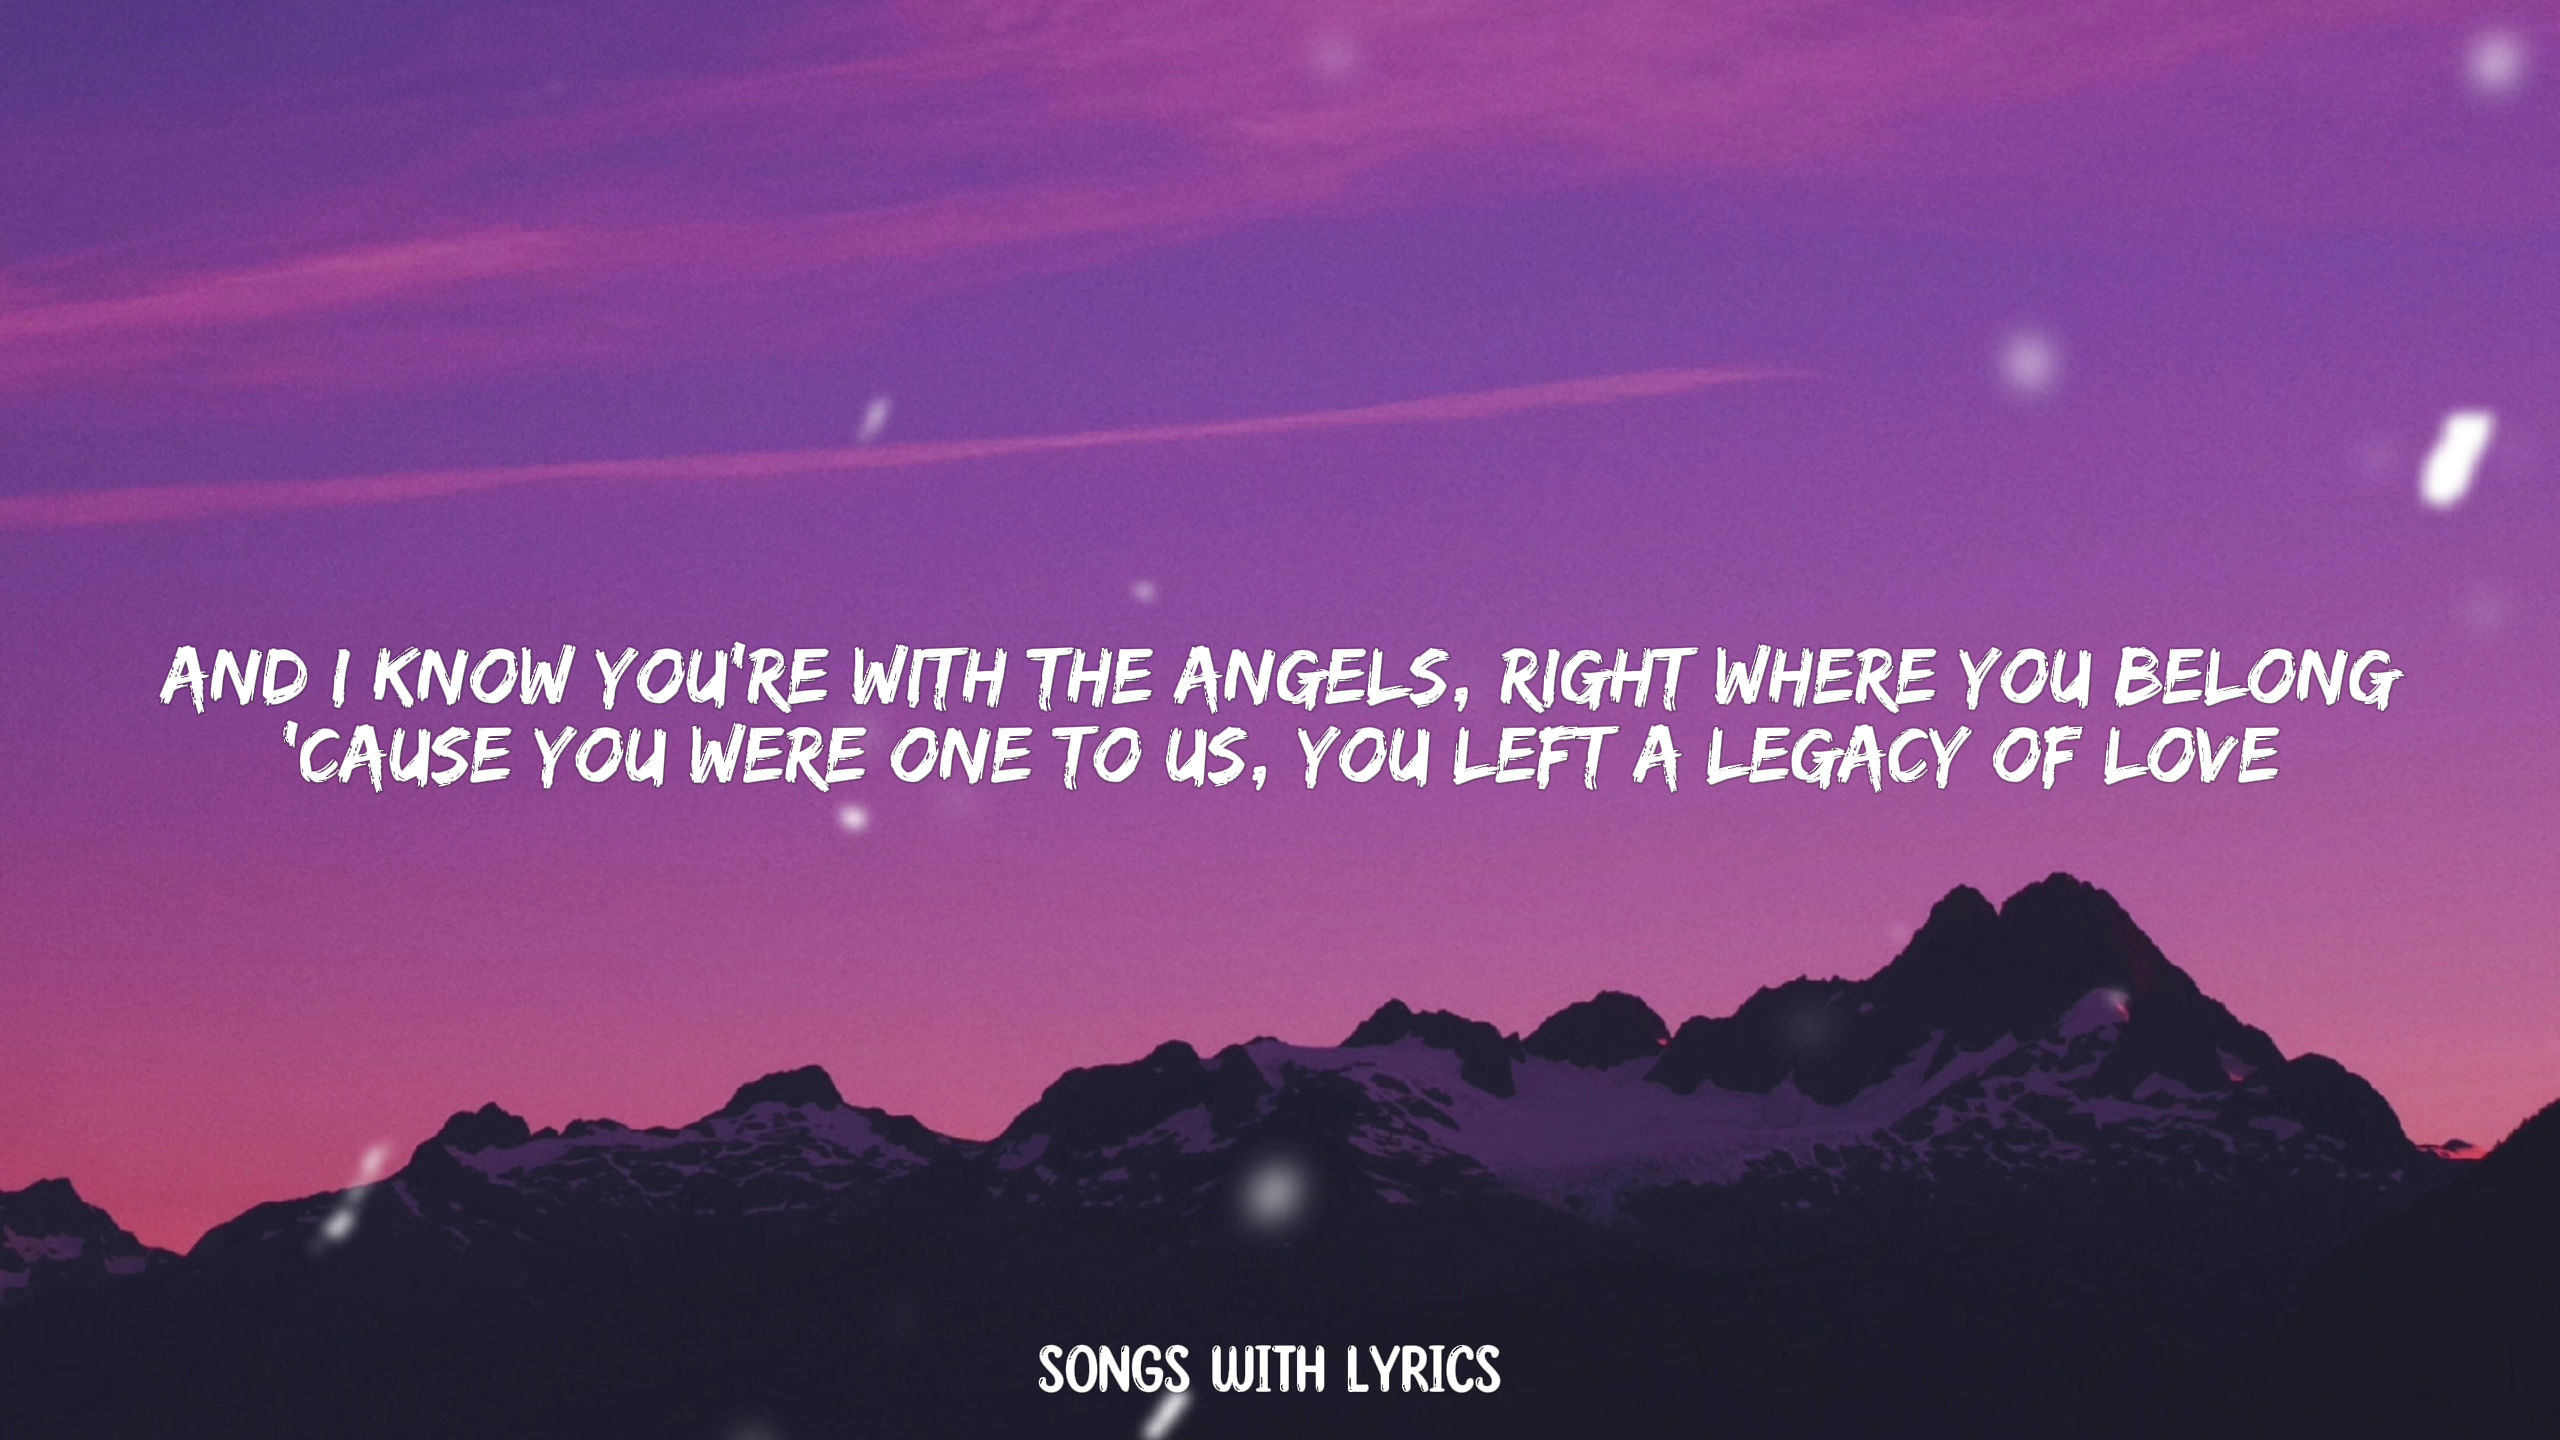 AND I KNOW YOU'RE WITH THE ANGELS, RIGHT WHERE YOU BELONG
'CAUSE YOU WERE ONE TO US, YOU LEFT A LEGACY OF LOVE
SONGS WITH LYRICS